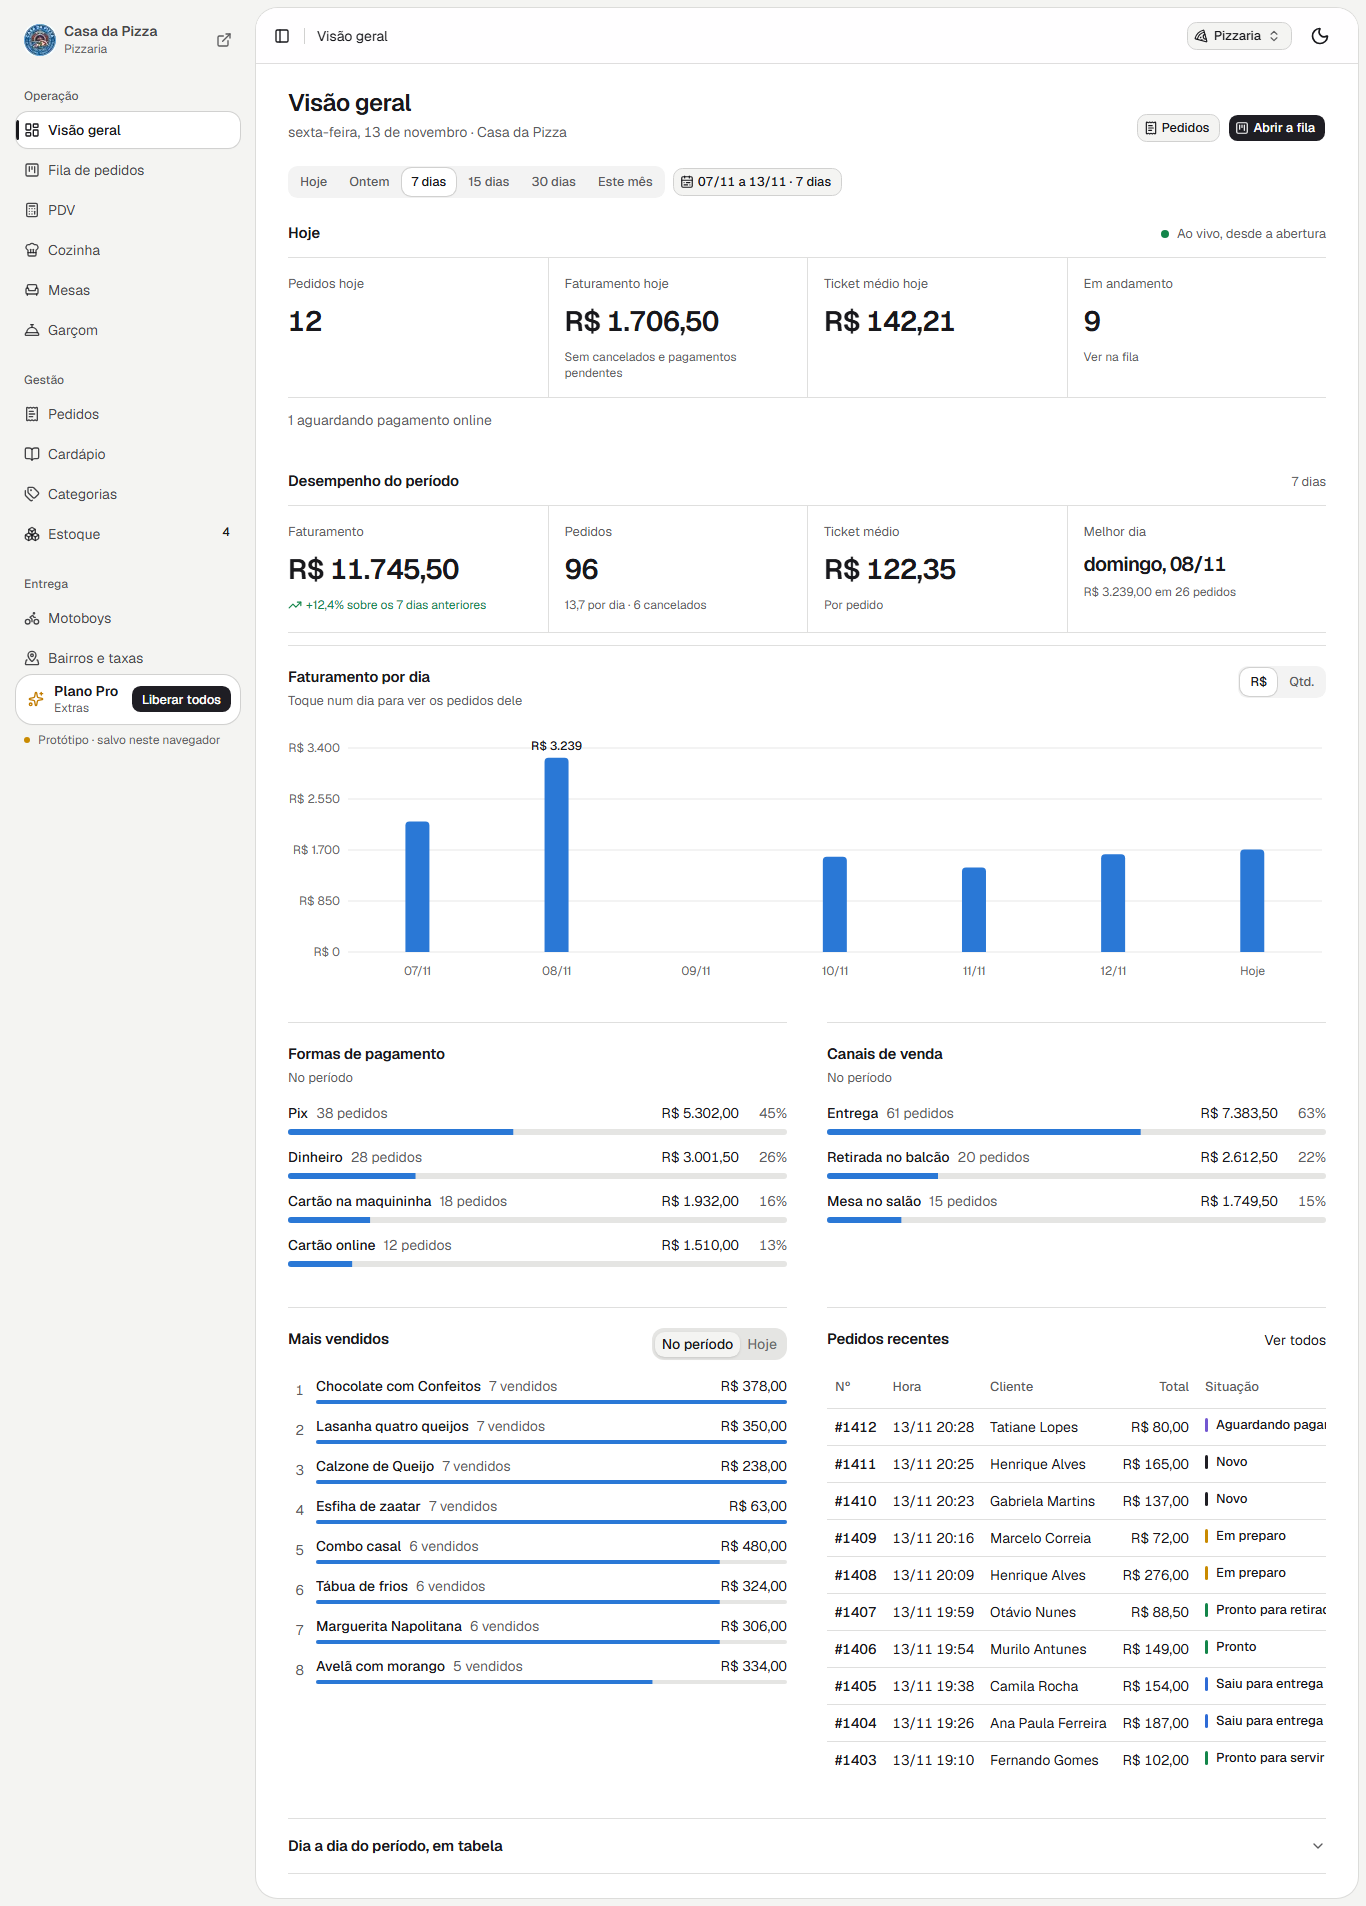 Casa da Pizza
Pizzaria
Operação
Visão geral
Fila de pedidos
PDV
Cozinha
Mesas
Garçom
Gestão
Pedidos
Cardápio
Categorias
Estoque 4
Entrega
Motoboys
Bairros e taxas
Plano Pro
Extras
Liberar todos
Protótipo · salvo neste navegador
Visão geral
Pizzaria
Visão geral
sexta-feira, 13 de novembro · Casa da Pizza
Pedidos
Abrir a fila
Hoje Ontem 7 dias 15 dias 30 dias Este mês
07/11 a 13/11 · 7 dias
Hoje
Ao vivo, desde a abertura
Pedidos hoje
12
Faturamento hoje
R$ 1.706,50
Sem cancelados e pagamentos
pendentes
Ticket médio hoje
R$ 142,21
Em andamento
9
Ver na fila
1 aguardando pagamento online
Desempenho do período
7 dias
Faturamento
R$ 11.745,50
+12,4% sobre os 7 dias anteriores
Pedidos
96
13,7 por dia · 6 cancelados
Ticket médio
R$ 122,35
Por pedido
Melhor dia
domingo, 08/11
R$ 3.239,00 em 26 pedidos
Faturamento por dia
Toque num dia para ver os pedidos dele
R$ Qtd.
R$ 3.239
R$ 3.400
R$ 2.550
R$ 1.700
R$ 850
R$ 0
07/11 08/11 09/11 10/11 11/11 12/11 Hoje
Formas de pagamento
No período
Pix 38 pedidos R$ 5.302,00 45%
Dinheiro 28 pedidos R$ 3.001,50 26%
Cartão na maquininha 18 pedidos R$ 1.932,00 16%
Cartão online 12 pedidos R$ 1.510,00 13%
Canais de venda
No período
Entrega 61 pedidos R$ 7.383,50 63%
Retirada no balcão 20 pedidos R$ 2.612,50 22%
Mesa no salão 15 pedidos R$ 1.749,50 15%
Mais vendidos
No período Hoje
1 Chocolate com Confeitos 7 vendidos R$ 378,00
2 Lasanha quatro queijos 7 vendidos R$ 350,00
3 Calzone de Queijo 7 vendidos R$ 238,00
4 Esfiha de zaatar 7 vendidos R$ 63,00
5 Combo casal 6 vendidos R$ 480,00
6 Tábua de frios 6 vendidos R$ 324,00
7 Marguerita Napolitana 6 vendidos R$ 306,00
8 Avelã com morango 5 vendidos R$ 334,00
Pedidos recentes
Ver todos
Nº Hora Cliente Total Situação
#1412 13/11 20:28 Tatiane Lopes R$ 80,00 Aguardando pagar
#1411 13/11 20:25 Henrique Alves R$ 165,00 Novo
#1410 13/11 20:23 Gabriela Martins R$ 137,00 Novo
#1409 13/11 20:16 Marcelo Correia R$ 72,00 Em preparo
#1408 13/11 20:09 Henrique Alves R$ 276,00 Em preparo
#1407 13/11 19:59 Otávio Nunes R$ 88,50 Pronto para retirad
#1406 13/11 19:54 Murilo Antunes R$ 149,00 Pronto
#1405 13/11 19:38 Camila Rocha R$ 154,00 Saiu para entrega
#1404 13/11 19:26 Ana Paula Ferreira R$ 187,00 Saiu para entrega
#1403 13/11 19:10 Fernando Gomes R$ 102,00 Pronto para servir
Dia a dia do período, em tabela